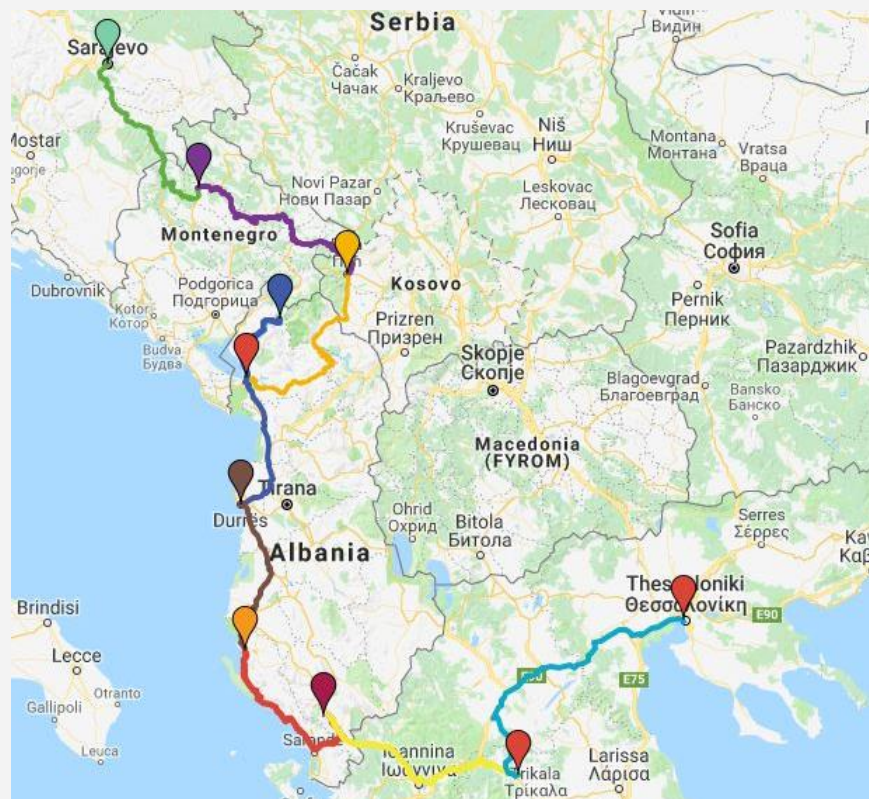 Serbia
Видин
Sarajevo
Čačak
Чачак
Kraljevo
Краљево
Niš
Ниш
Montana
Монтана
Kruševac
Крушевац
Vratsa
Враца
Mostar
Novi Pazar
Нови Пазар
Leskovac
Лесковац
Sofia
София
Montenegro
Dubrovnik
Podgorica
Подгорица
Kosovo
Pernik
Перник
Kotor
Котор
Prizren
Призрен
Budva
Будва
Skopje
Скопје
Pazardzhik
Пазарджик
Blagoevgrad
Благоевград
Bansko
Банско
Macedonia
(FYROM)
Tirana
Durrës
Ohrid
Охрид
Bitola
Битола
Serres
Σέρρες
Albania
Thessaloniki
Θεσσαλονίκη
E90
Brindisi
Lecce
E75
Otranto
Gallipoli
Leuca
Ioannina
Ιωάννινα
Larissa
Λάρισα
Trikala
Τρίκαλα